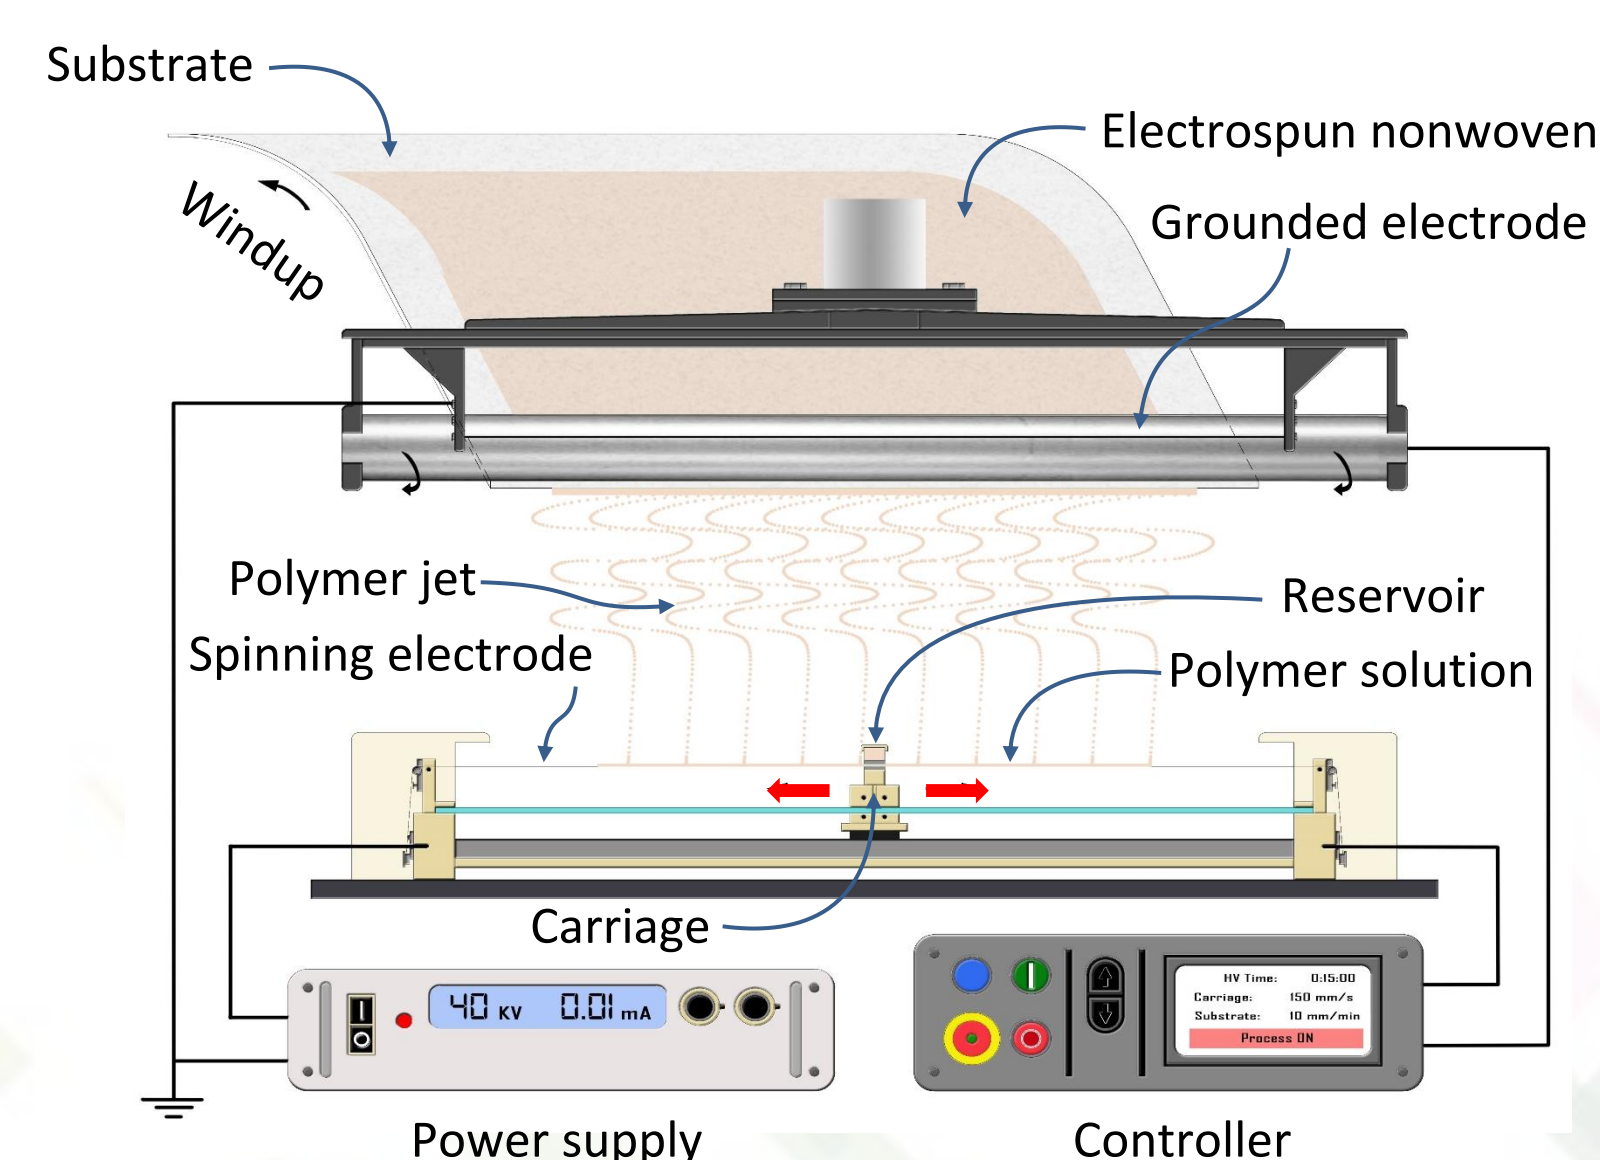 Substrate
Electrospun nonwoven
Windup
Grounded electrode
Polymer jet
Reservoir
Spinning electrode
Polymer solution
Carriage
40 KV 0.01 mA
HV Time: 0:15:00
Carriage: 150 mm/s
Substrate: 10 mm/min
Process ON
Power supply
Controller